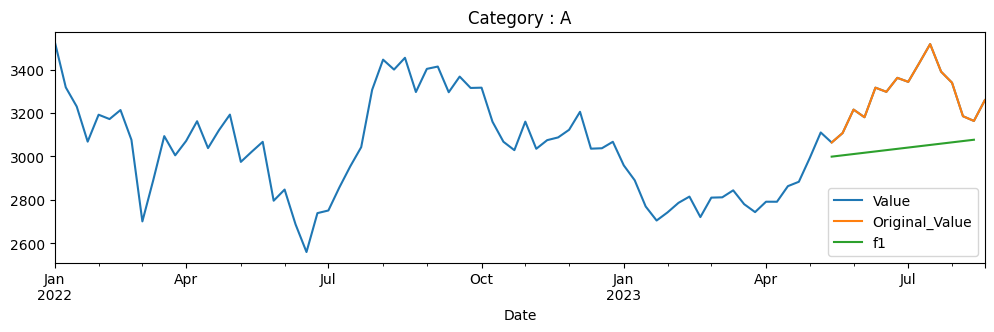 Category : A
3400
3200
3000
2800
2600
Jan Apr Jul Oct Jan Apr Jul
2022 2023
Date
Value
Original_Value
f1